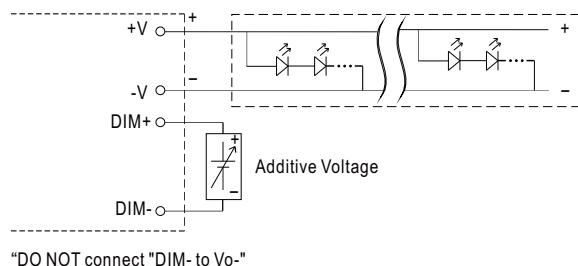 +V + +
-V − −
DIM+
+
Additive Voltage
−
DIM-
“DO NOT connect "DIM- to Vo-"